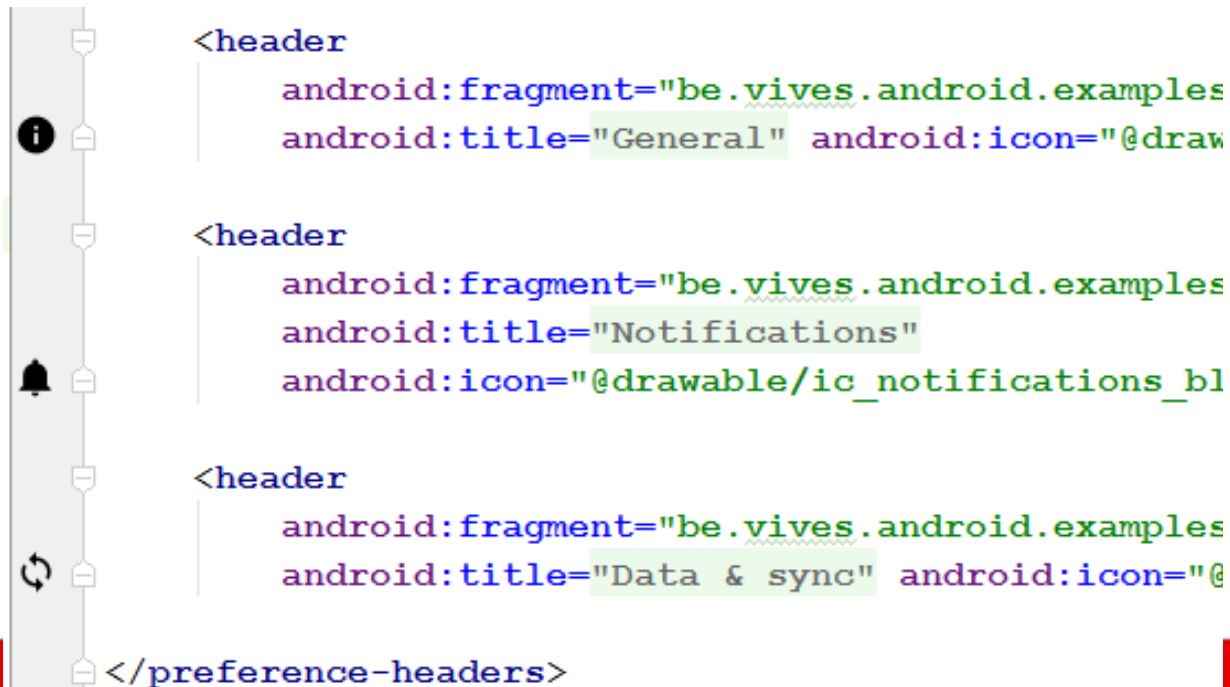 <header
android:fragment="be.vives.android.examples
android:title="General" android:icon="@draw
<header
android:fragment="be.vives.android.examples
android:title="Notifications"
android:icon="@drawable/ic_notifications_bl
<header
android:fragment="be.vives.android.examples
android:title="Data & sync" android:icon="@
</preference-headers>